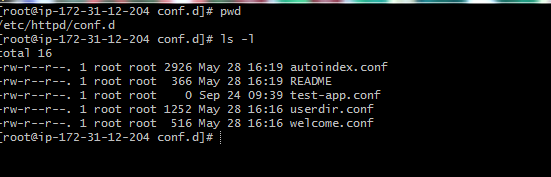 [root@ip-172-31-12-204 conf.d]# pwd
/etc/httpd/conf.d
[root@ip-172-31-12-204 conf.d]# ls -l
total 16
-rw-r--r--. 1 root root 2926 May 28 16:19 autoindex.conf
-rw-r--r--. 1 root root  366 May 28 16:19 README
-rw-r--r--. 1 root root    0 Sep 24 09:39 test-app.conf
-rw-r--r--. 1 root root 1252 May 28 16:16 userdir.conf
-rw-r--r--. 1 root root  516 May 28 16:16 welcome.conf
[root@ip-172-31-12-204 conf.d]#